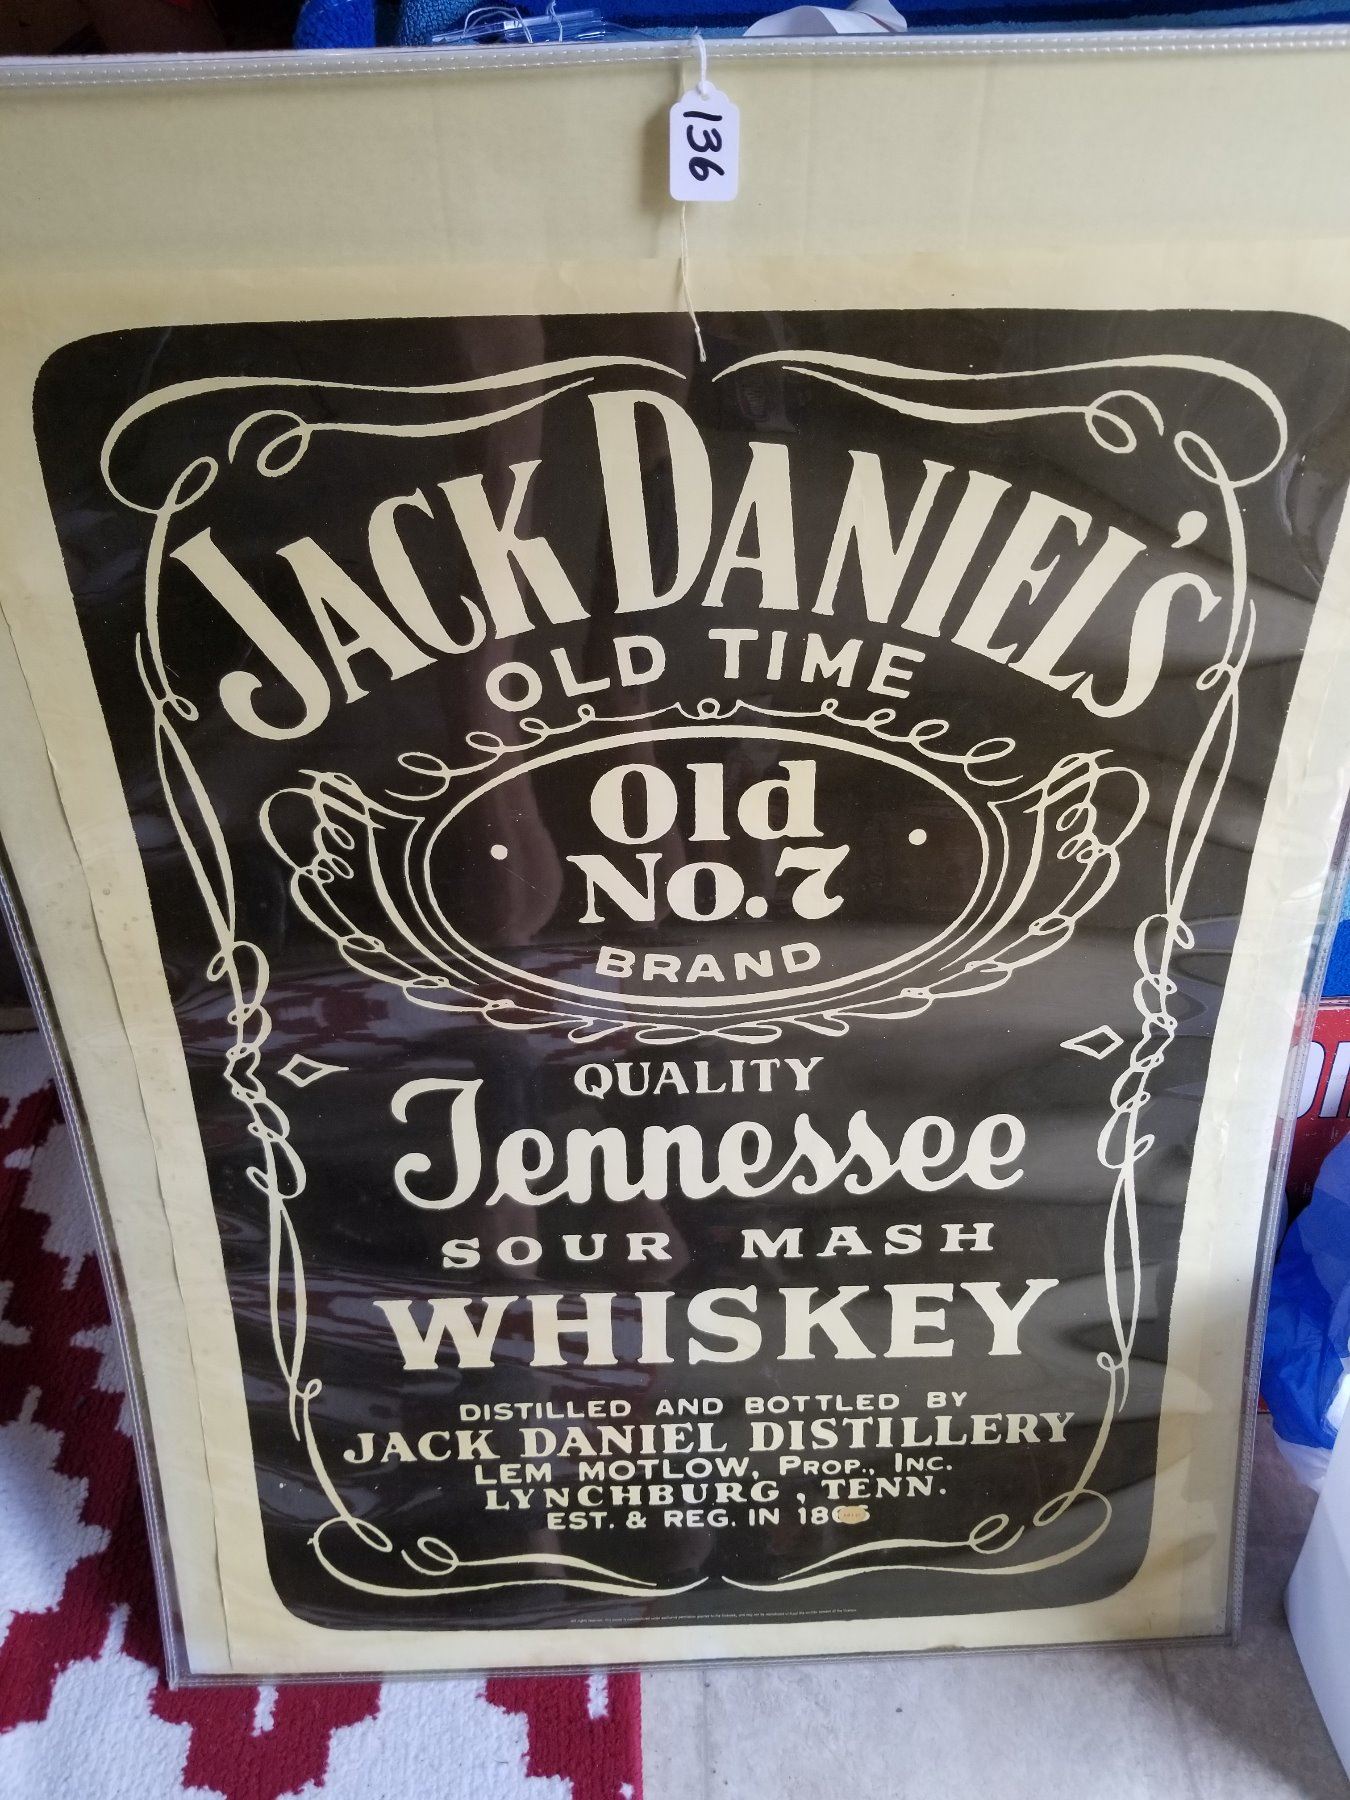 136
JACK DANIEL'S
OLD TIME
Old
No. 7
BRAND
QUALITY
Tennessee
SOUR MASH
WHISKEY
DISTILLED AND BOTTLED BY
JACK DANIEL DISTILLERY
LEM MOTLOW, PROP., INC.
LYNCHBURG, TENN.
EST. & REG. IN